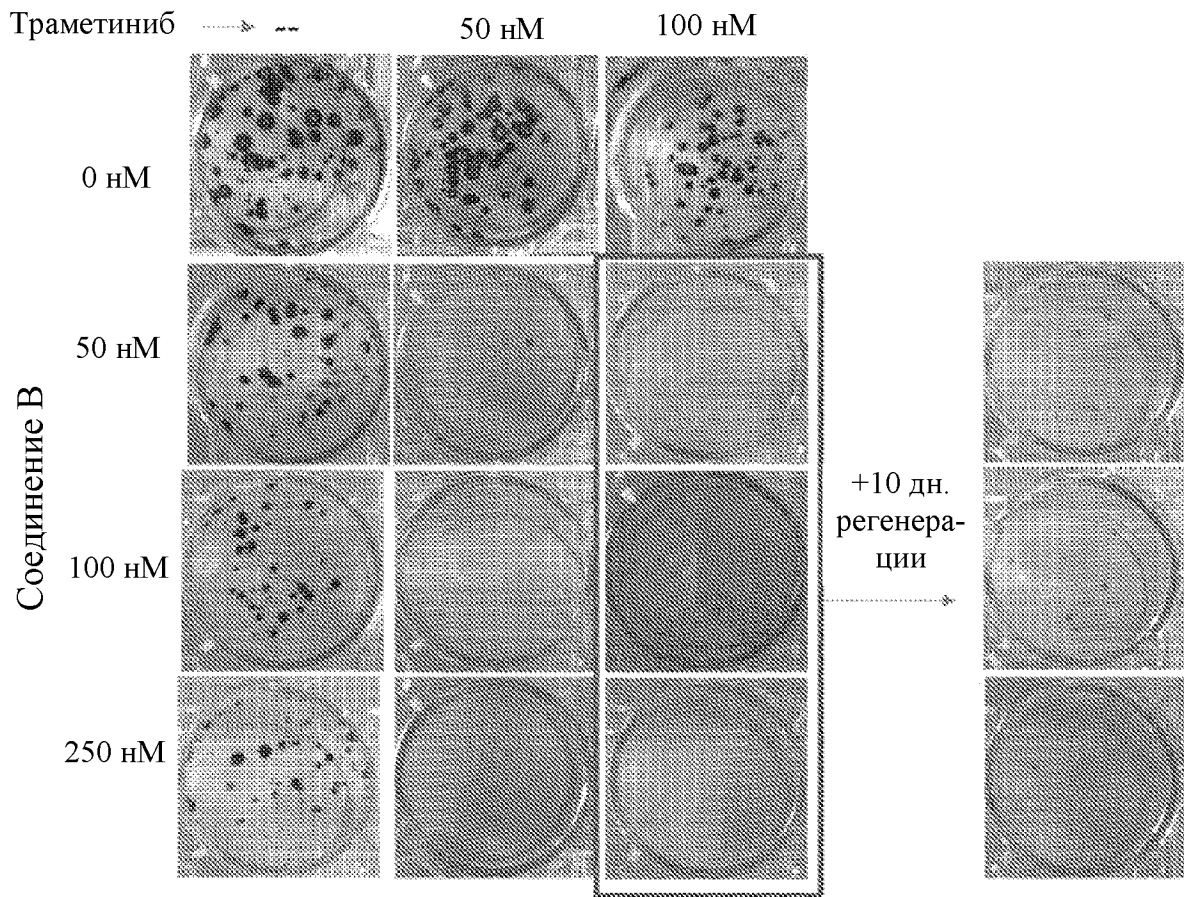 Траметиниб --
50 нМ
100 нМ
0 нМ
50 нМ
100 нМ
250 нМ
Соединение В
+10 дн.
регенера-
ции